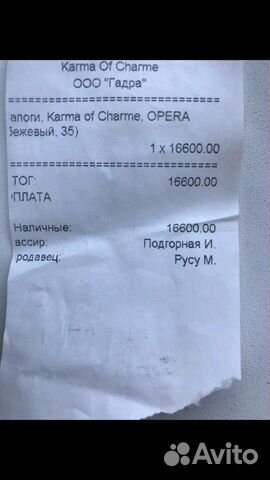 Karma Of Charme
ООО "Гадра"
апоги, Karma of Charme, OPERA
бежевый, 35)
1 x 16600.00
ТОГ: 16600.00
ПЛАТА
Наличные: 16600.00
ассир: Подгорная И.
родавец: Русу М.
Avito